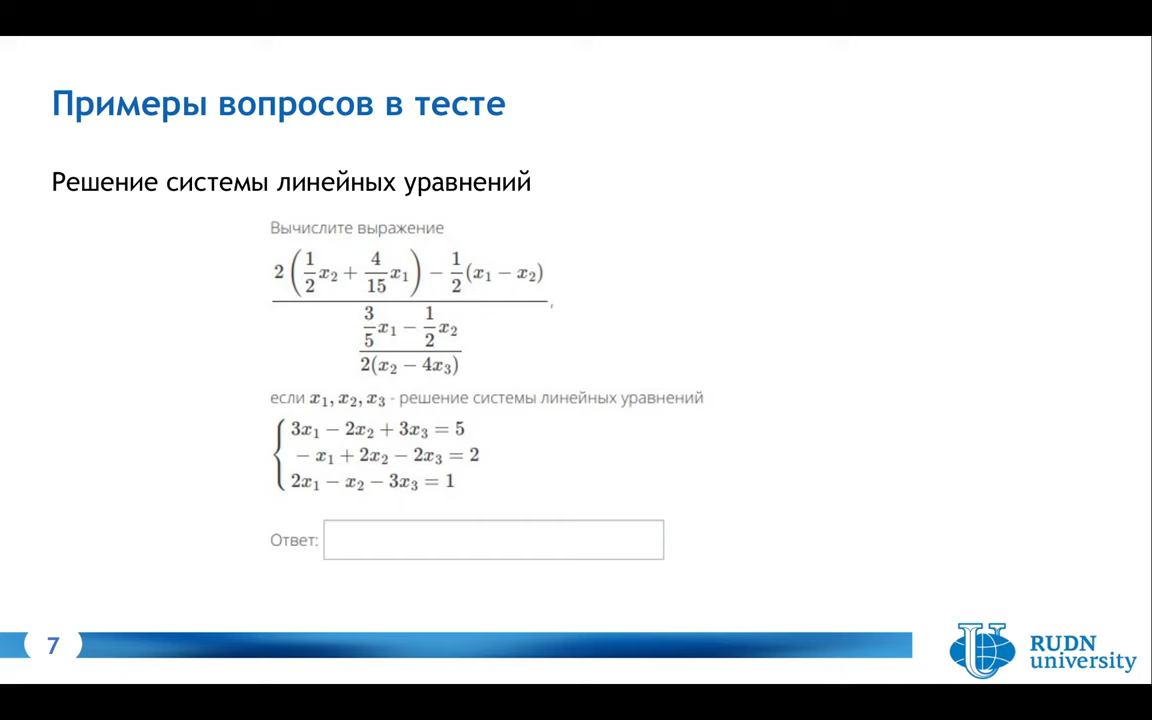 Примеры вопросов в тесте
Решение системы линейных уравнений
Вычислите выражение
2(1/2 x₂ + 4/15 x₁) − 1/2 (x₁ − x₂)
3/5 x₁ − 1/2 x₂
2(x₂ − 4x₃)
,
если x₁, x₂, x₃ - решение системы линейных уравнений
3x₁ − 2x₂ + 3x₃ = 5
− x₁ + 2x₂ − 2x₃ = 2
2x₁ − x₂ − 3x₃ = 1
Ответ:
7
RUDN
university